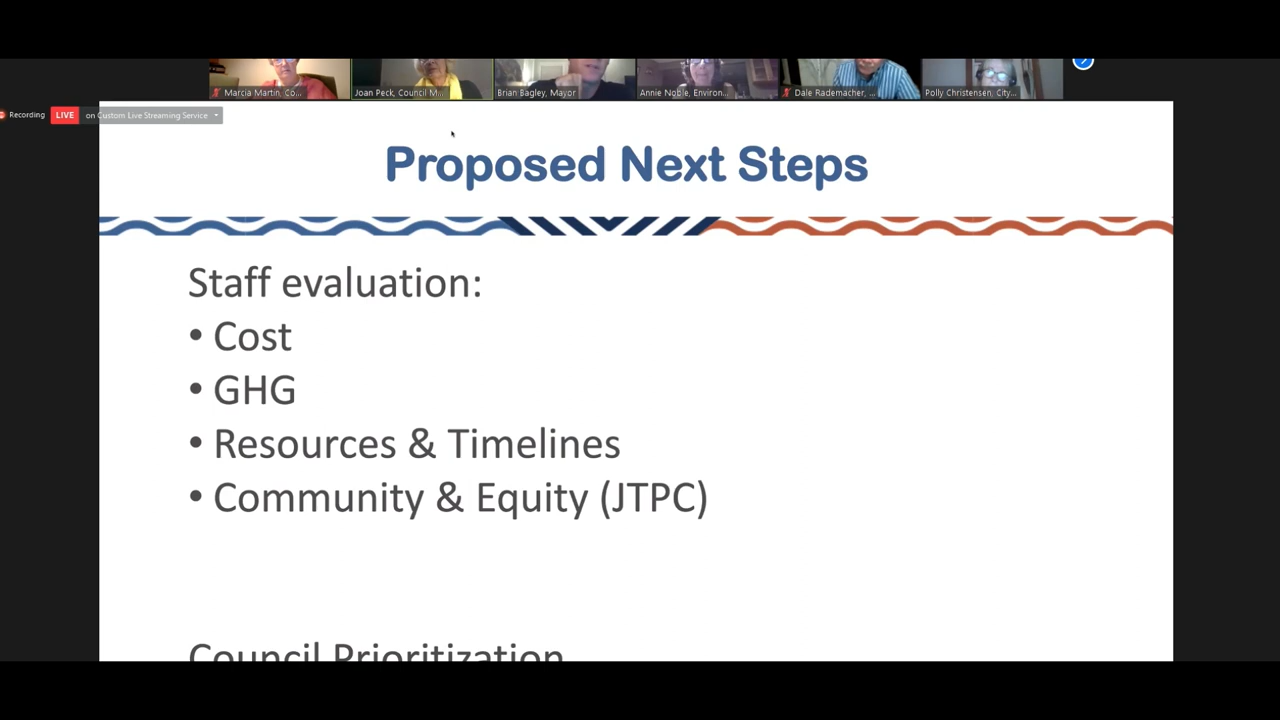 Marcia Martin, Co...
Joan Peck, Council M...
Brian Bagley, Mayor
Annie Noble, Environ...
Dale Rademacher, ...
Polly Christensen, City...
Recording
LIVE
on Custom Live Streaming Service
Proposed Next Steps
Staff evaluation:
• Cost
• GHG
• Resources & Timelines
• Community & Equity (JTPC)
Council Prioritization